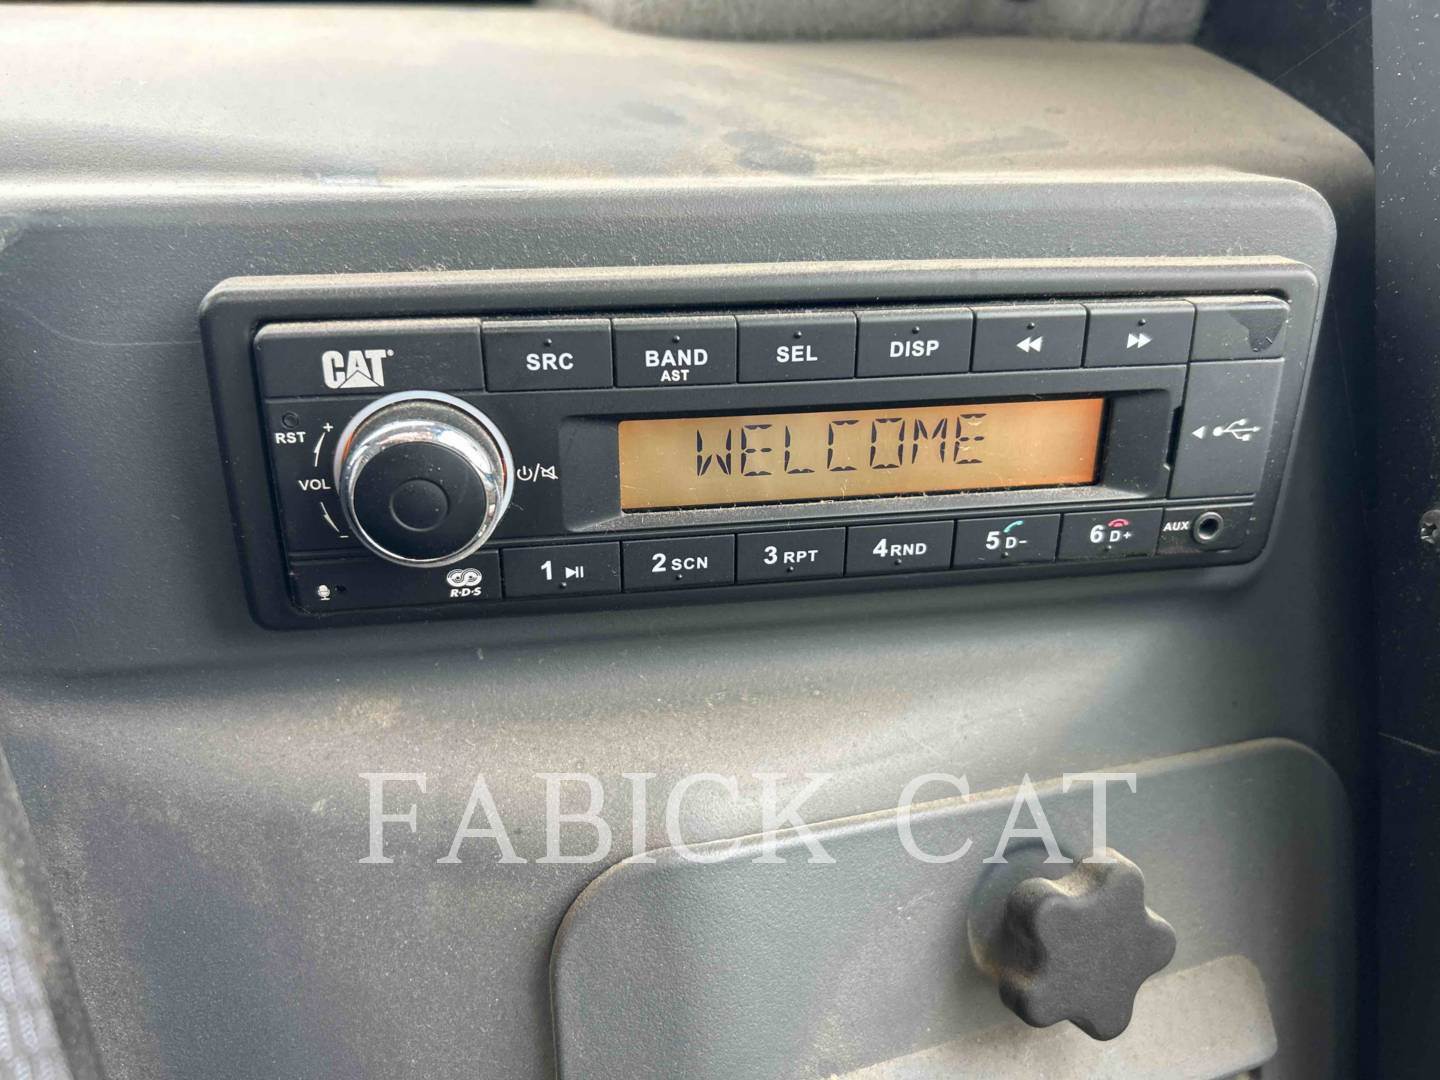 CAT
SRC
BAND
AST
SEL
DISP
RST
VOL
+
-
WELCOME
R·D·S
1
2 SCN
3 RPT
4 RND
5 D-
6 D+
AUX
FABICK CAT